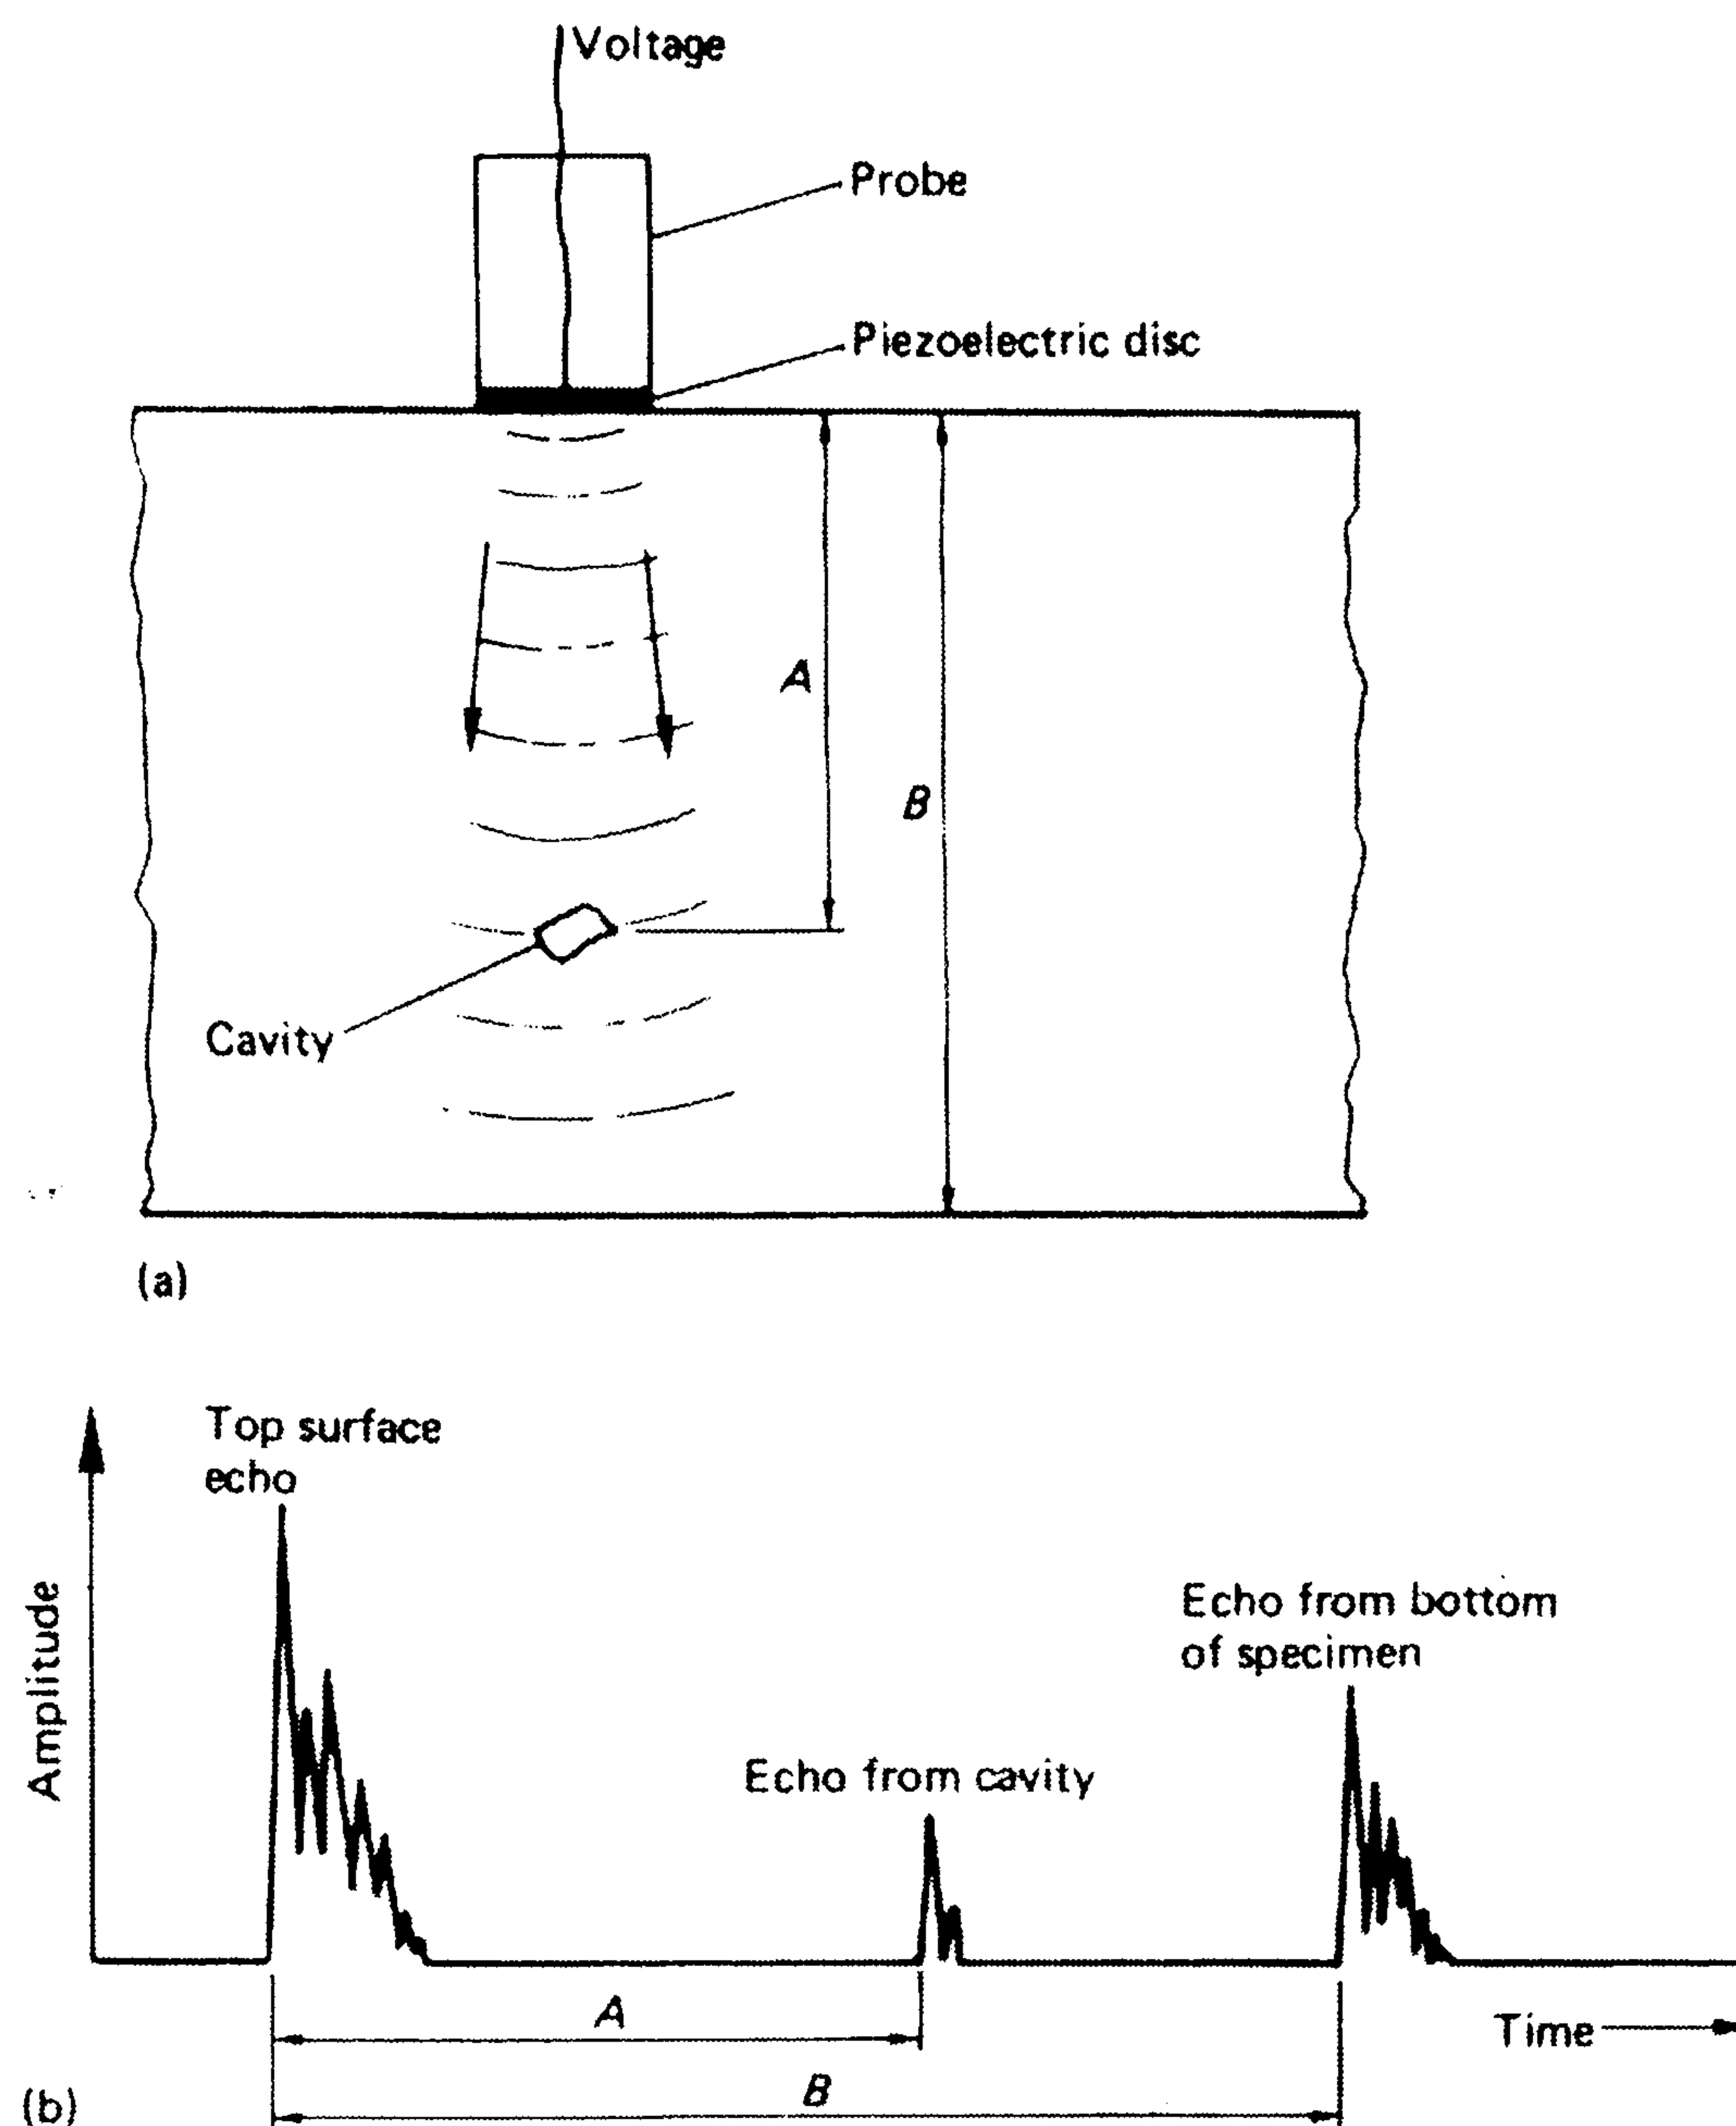 Voltage
Probe
Piezoelectric disc
A
B
Cavity
(a)
Top surface
echo
Amplitude
Echo from bottom
of specimen
Echo from cavity
A
Time
B
(b)